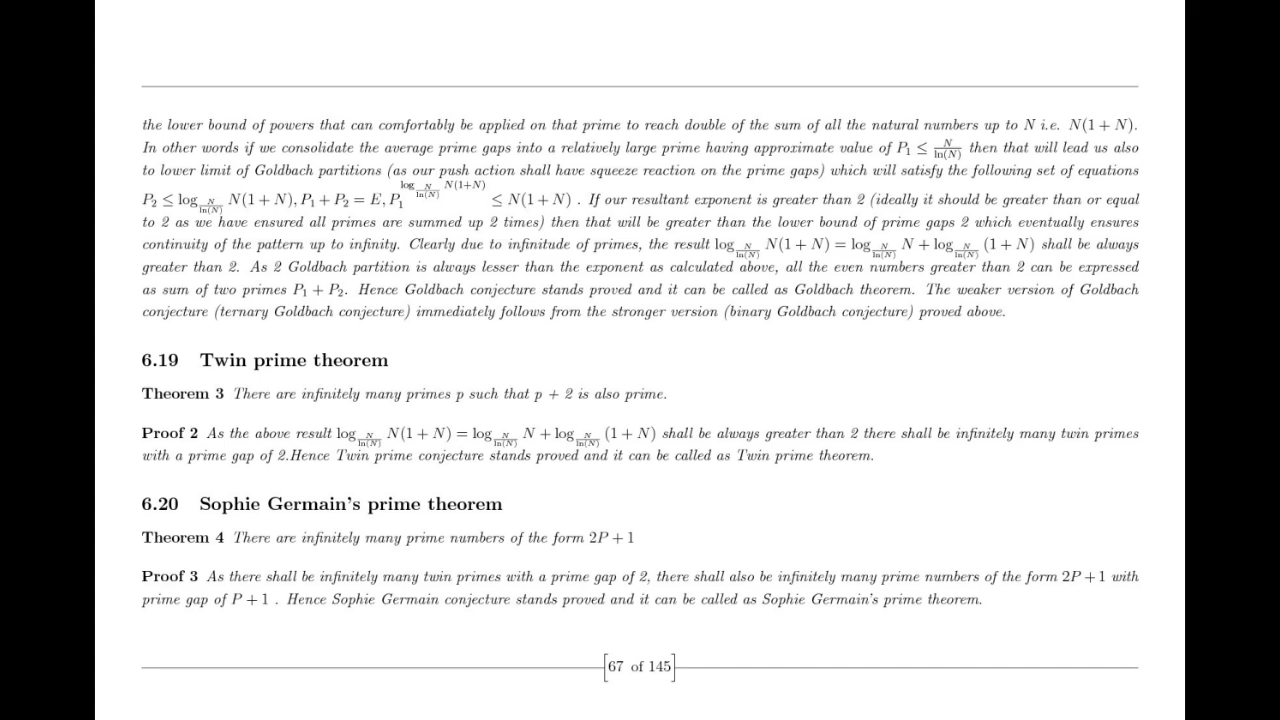 the lower bound of powers that can comfortably be applied on that prime to reach double of the sum of all the natural numbers up to N i.e. N(1 + N).
In other words if we consolidate the average prime gaps into a relatively large prime having approximate value of P₁ ≤ N/ln(N) then that will lead us also
to lower limit of Goldbach partitions (as our push action shall have squeeze reaction on the prime gaps) which will satisfy the following set of equations
P₂ ≤ log_{N/ln(N)} N(1 + N), P₁ + P₂ = E, P₁^{log_{N/ln(N)} N(1+N)} ≤ N(1 + N) . If our resultant exponent is greater than 2 (ideally it should be greater than or equal
to 2 as we have ensured all primes are summed up 2 times) then that will be greater than the lower bound of prime gaps 2 which eventually ensures
continuity of the pattern up to infinity. Clearly due to infinitude of primes, the result log_{N/ln(N)} N(1 + N) = log_{N/ln(N)} N + log_{N/ln(N)} (1 + N) shall be always
greater than 2. As 2 Goldbach partition is always lesser than the exponent as calculated above, all the even numbers greater than 2 can be expressed
as sum of two primes P₁ + P₂. Hence Goldbach conjecture stands proved and it can be called as Goldbach theorem. The weaker version of Goldbach
conjecture (ternary Goldbach conjecture) immediately follows from the stronger version (binary Goldbach conjecture) proved above.
6.19 Twin prime theorem
Theorem 3 There are infinitely many primes p such that p + 2 is also prime.
Proof 2 As the above result log_{N/ln(N)} N(1 + N) = log_{N/ln(N)} N + log_{N/ln(N)} (1 + N) shall be always greater than 2 there shall be infinitely many twin primes
with a prime gap of 2.Hence Twin prime conjecture stands proved and it can be called as Twin prime theorem.
6.20 Sophie Germain's prime theorem
Theorem 4 There are infinitely many prime numbers of the form 2P + 1
Proof 3 As there shall be infinitely many twin primes with a prime gap of 2, there shall also be infinitely many prime numbers of the form 2P + 1 with
prime gap of P + 1 . Hence Sophie Germain conjecture stands proved and it can be called as Sophie Germain's prime theorem.
[67 of 145]